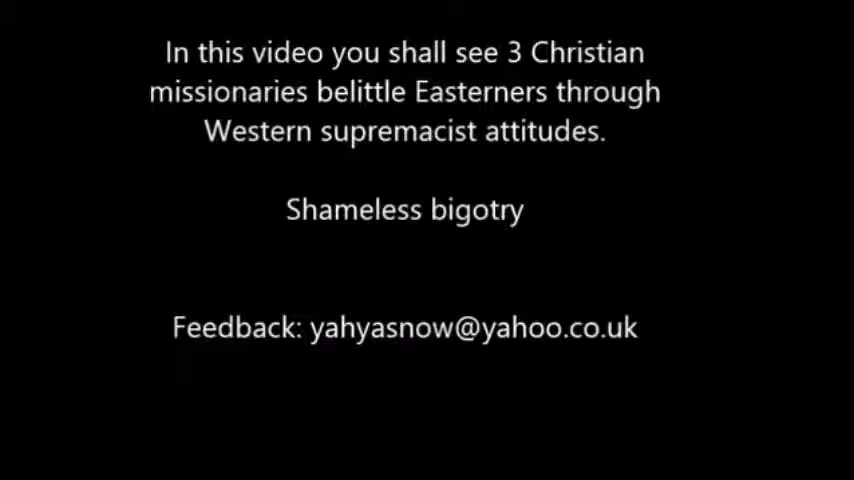 In this video you shall see 3 Christian
missionaries belittle Easterners through
Western supremacist attitudes.
Shameless bigotry
Feedback: yahyasnow@yahoo.co.uk